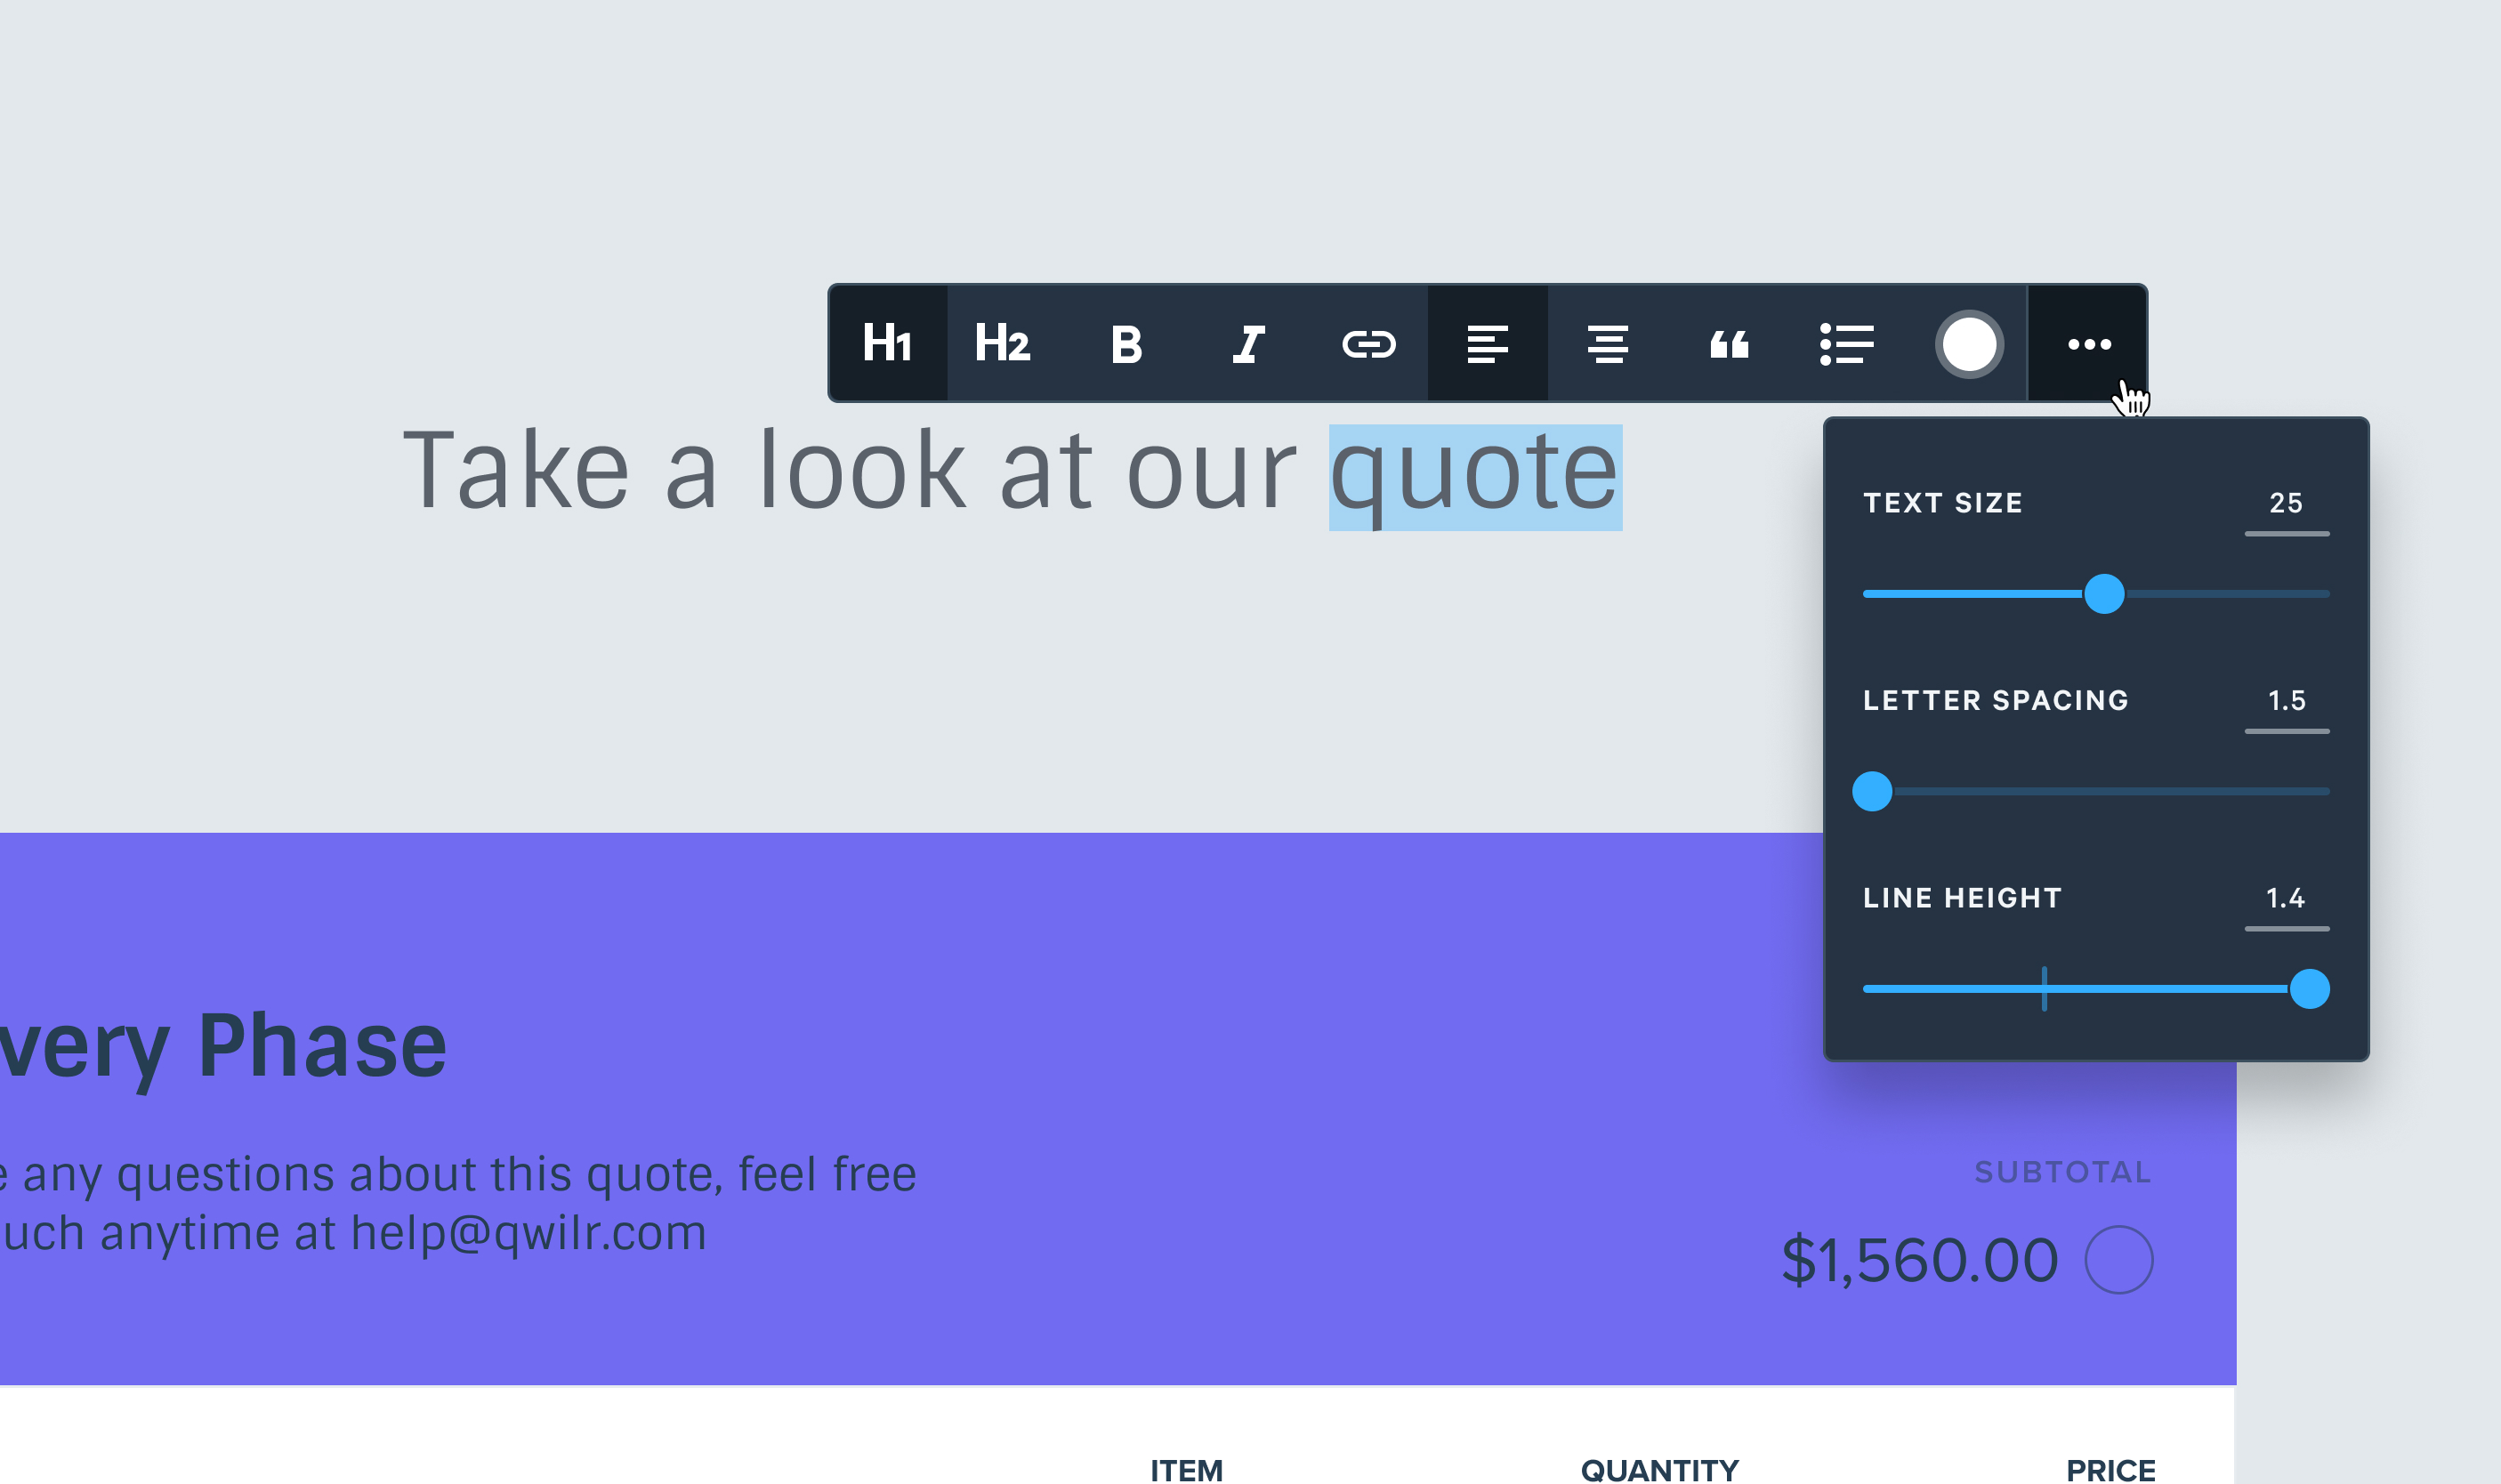 H1 H2 B I
Take a look at our quote
TEXT SIZE 25
LETTER SPACING 1.5
LINE HEIGHT 1.4
very Phase
e any questions about this quote, feel free
uch anytime at help@qwilr.com
SUBTOTAL
$1,560.00
ITEM QUANTITY PRICE